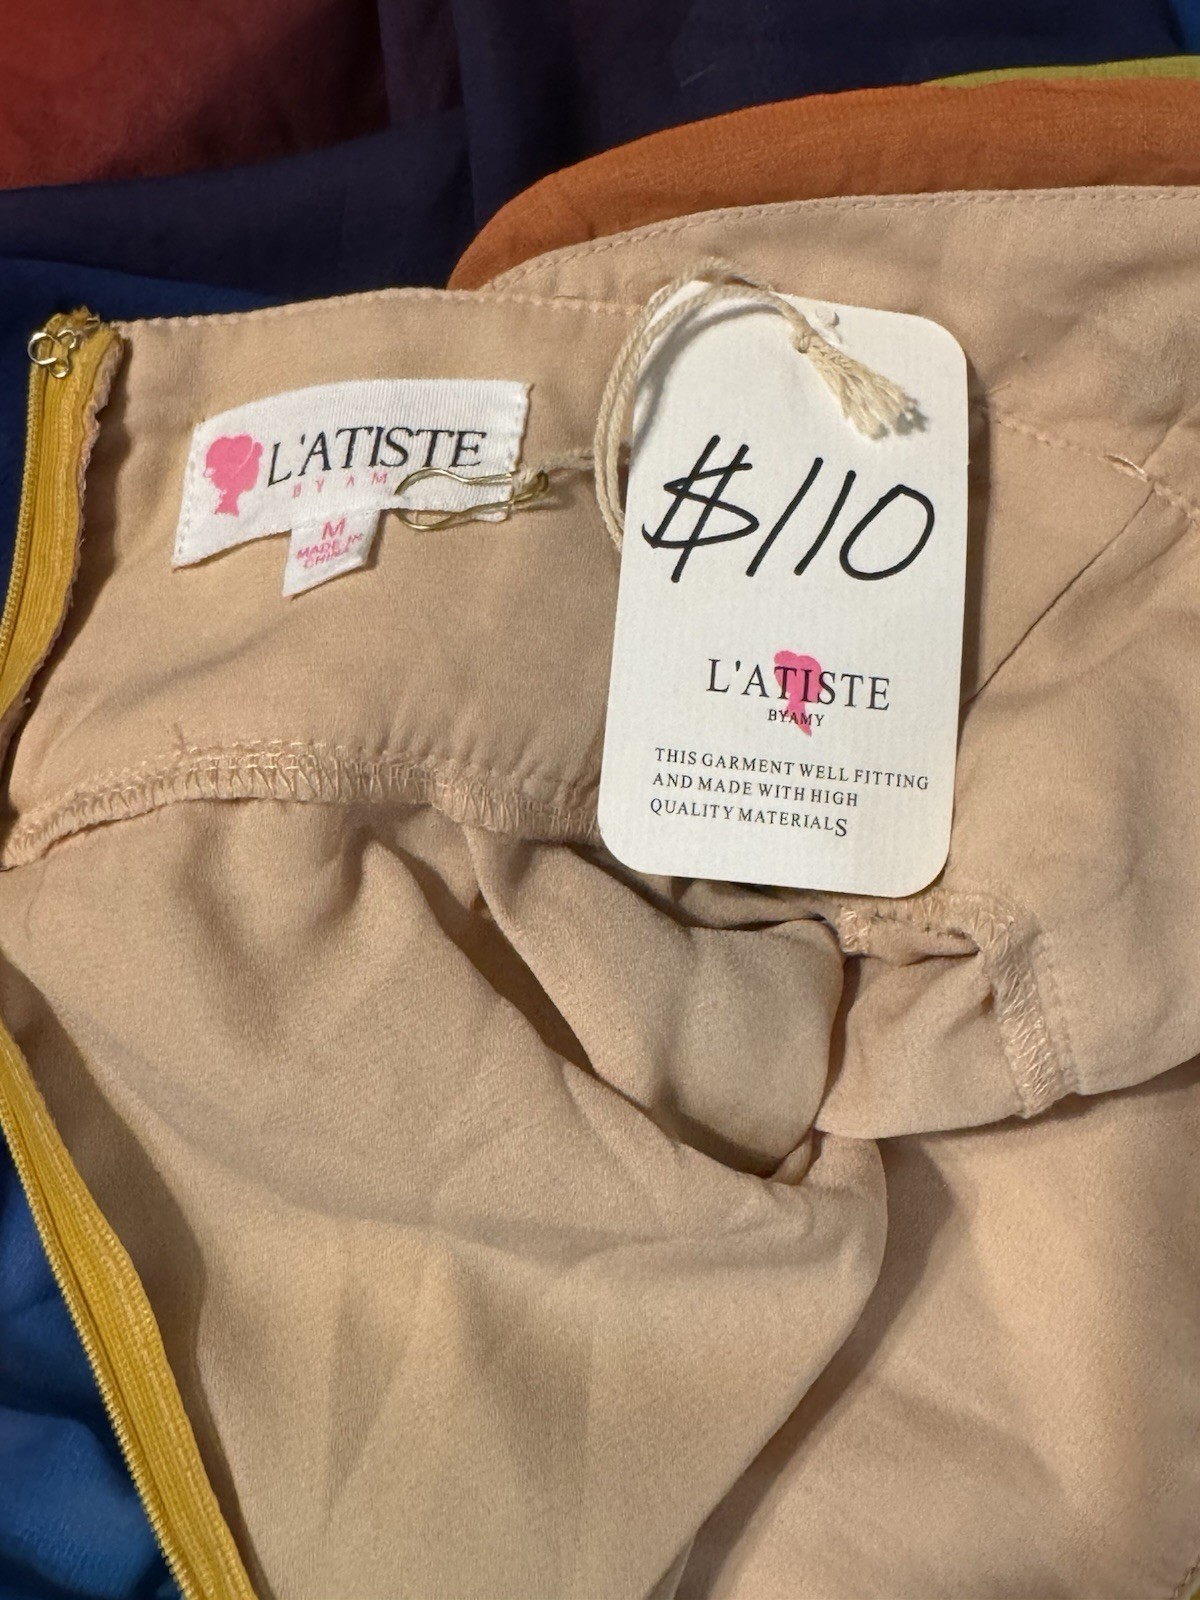 L'ATISTE
BY AM
M
MADE IN
CHINA
$110
L'ATISTE
BYAMY
THIS GARMENT WELL FITTING
AND MADE WITH HIGH
QUALITY MATERIALS